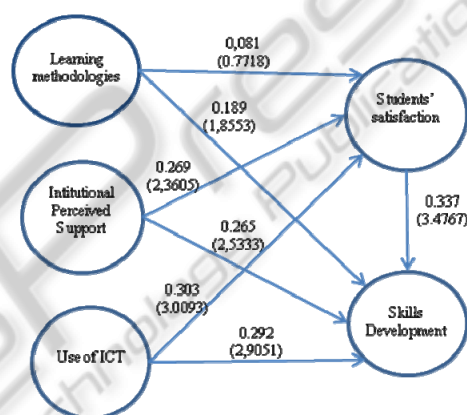 Learning
methodologies
0,081
(0.7718)
Students'
satisfaction
0.189
(1,8553)
0.269
(2,3605)
Intitutional
Perceived
Support
0.337
(3.4767)
0.265
(2,5333)
0.303
(3.0093)
Use of ICT
0.292
(2,9051)
Skills
Development